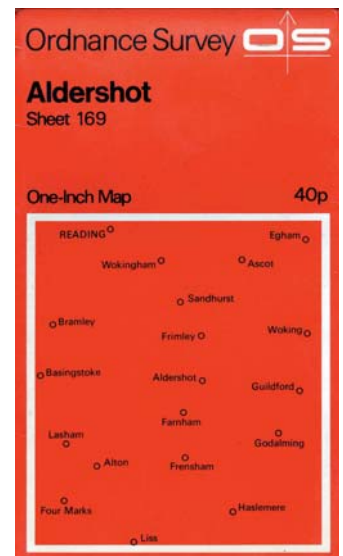 Ordnance Survey OS
Aldershot
Sheet 169
One-Inch Map 40p
READING
Egham
Wokingham
Ascot
Sandhurst
Bramley
Frimley
Woking
Basingstoke
Aldershot
Guildford
Farnham
Lasham
Godalming
Alton
Frensham
Four Marks
Haslemere
Liss